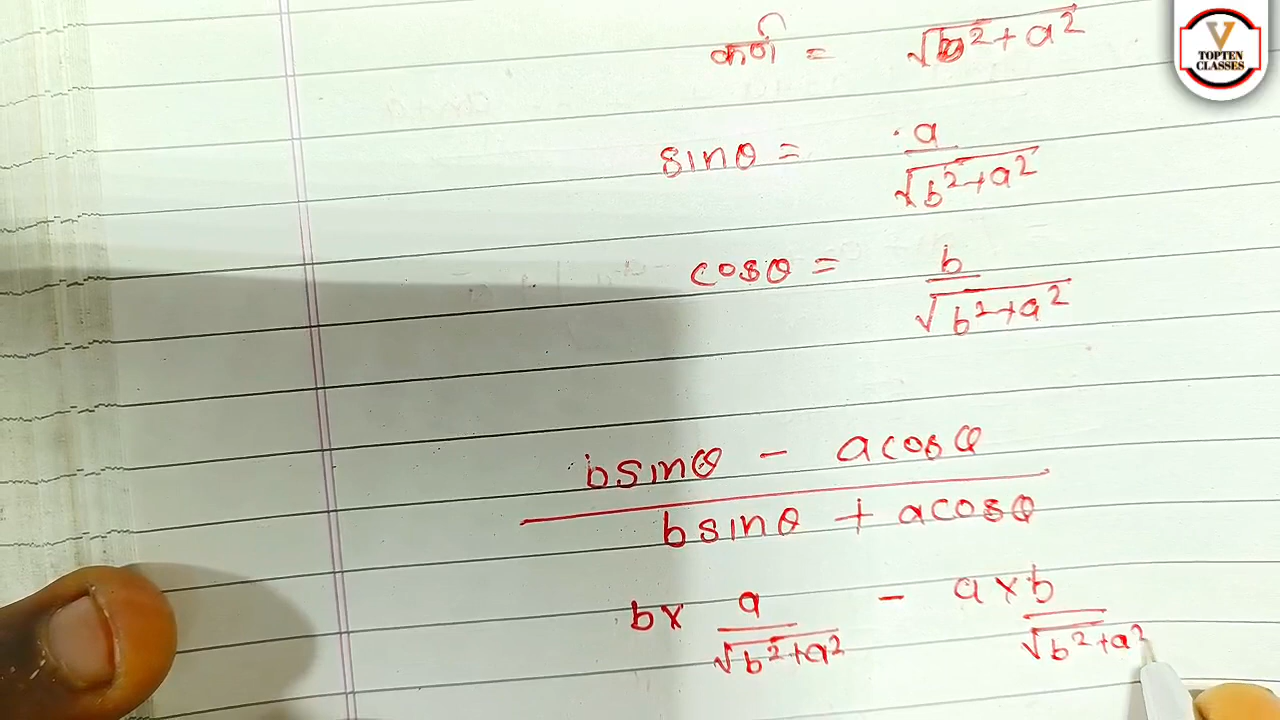 V
TOPTEN
CLASSES
कर्ण = √b²+a²
sinθ = a/√b²+a²
cosθ = b/√b²+a²
bsinθ - acosθ
bsinθ + acosθ
b× a/√b²+a² - a×b/√b²+a²